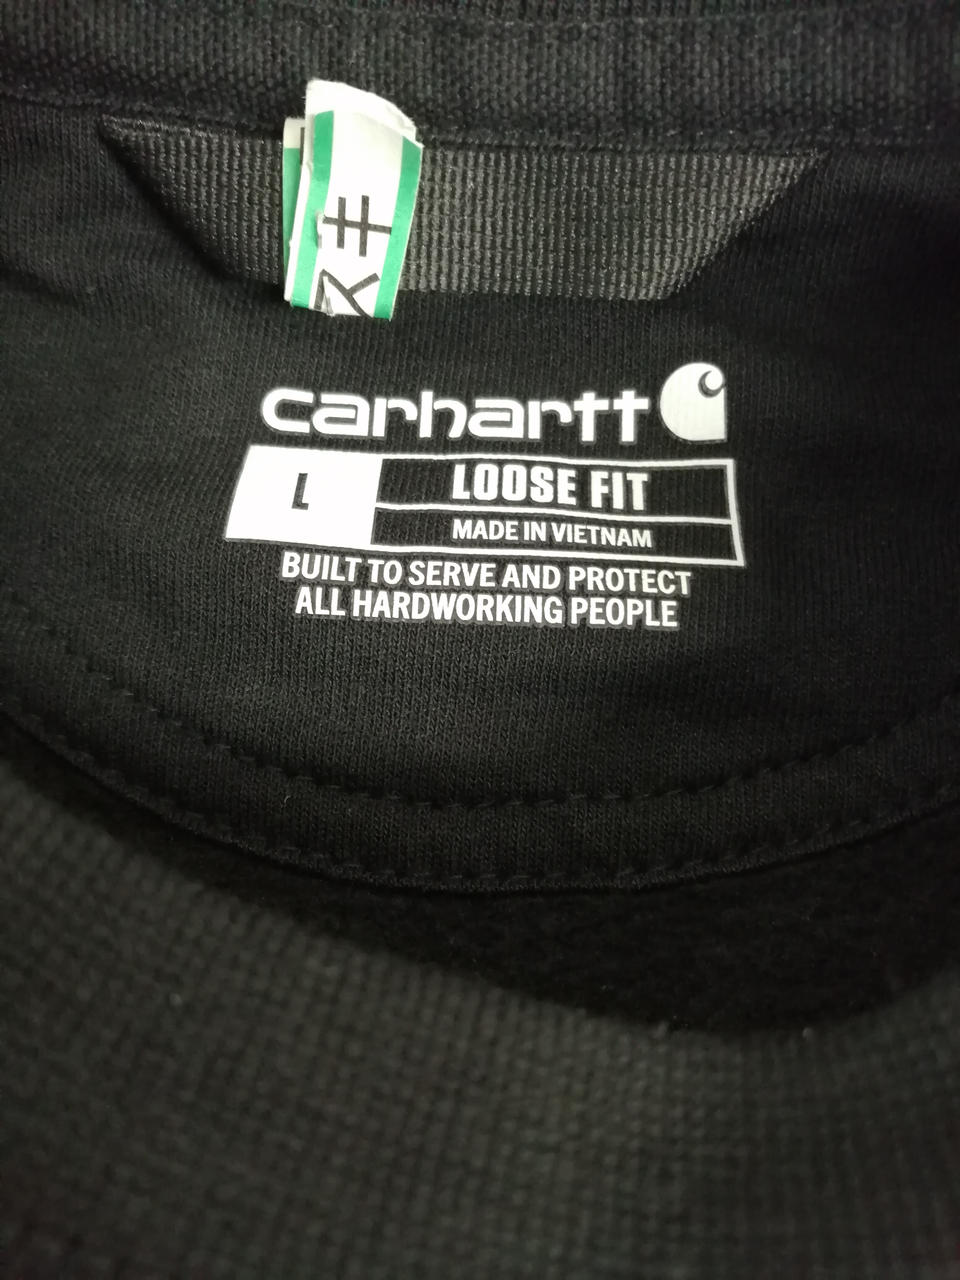 carhartt
L
LOOSE FIT
MADE IN VIETNAM
BUILT TO SERVE AND PROTECT
ALL HARDWORKING PEOPLE